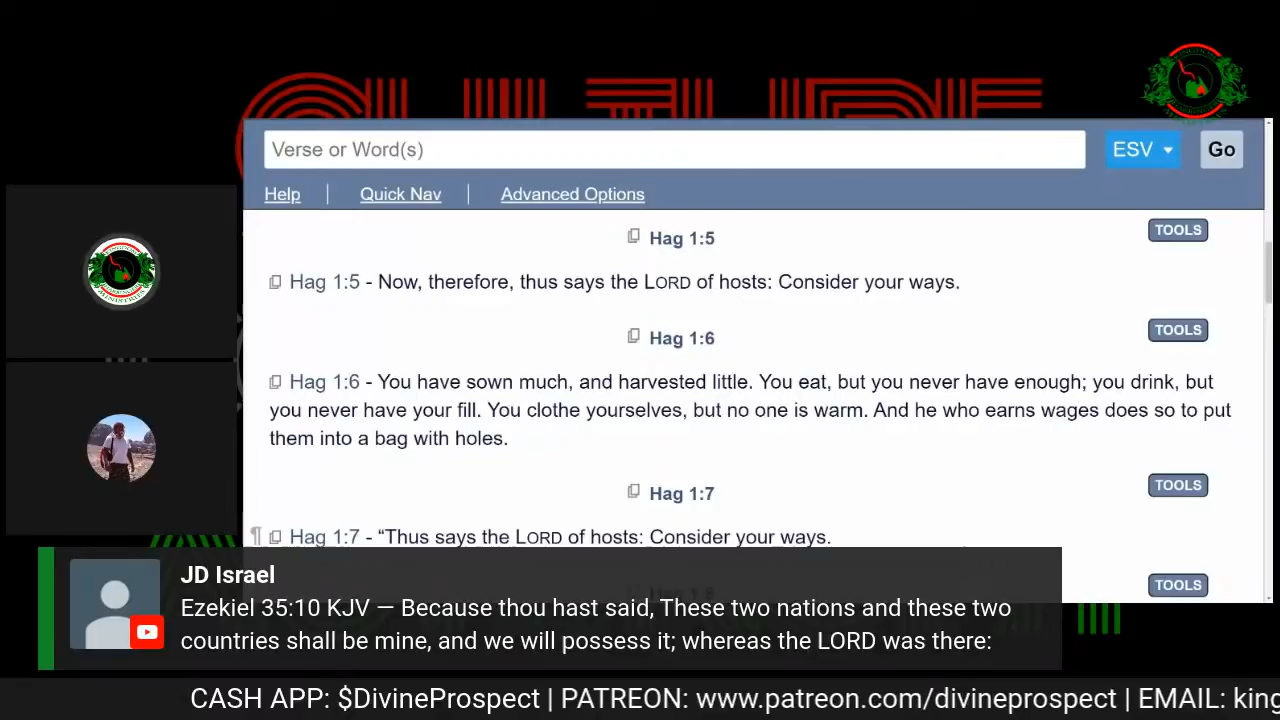 CULTURE
Verse or Word(s)
ESV
Go
Help | Quick Nav | Advanced Options
Hag 1:5
TOOLS
Hag 1:5 - Now, therefore, thus says the LORD of hosts: Consider your ways.
Hag 1:6
TOOLS
Hag 1:6 - You have sown much, and harvested little. You eat, but you never have enough; you drink, but
you never have your fill. You clothe yourselves, but no one is warm. And he who earns wages does so to put
them into a bag with holes.
Hag 1:7
TOOLS
¶ Hag 1:7 - “Thus says the LORD of hosts: Consider your ways.
TOOLS
JD Israel
Ezekiel 35:10 KJV — Because thou hast said, These two nations and these two
countries shall be mine, and we will possess it; whereas the LORD was there:
CASH APP: $DivineProspect | PATREON: www.patreon.com/divineprospect | EMAIL: king